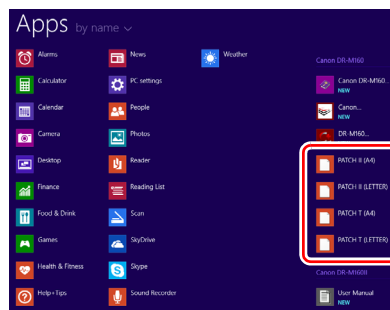 Apps by name
Alarms
Calculator
Calendar
Camera
Desktop
Finance
Food & Drink
Games
Health & Fitness
Help+Tips
News
PC settings
People
Photos
Reader
Reading List
Scan
SkyDrive
Skype
Sound Recorder
Weather
Canon DR-M160
Canon DR-M160...
NEW
Canon...
NEW
DR-M160...
PATCH II (A4)
PATCH II (LETTER)
PATCH T (A4)
PATCH T (LETTER)
Canon DR-M160II
User Manual
NEW